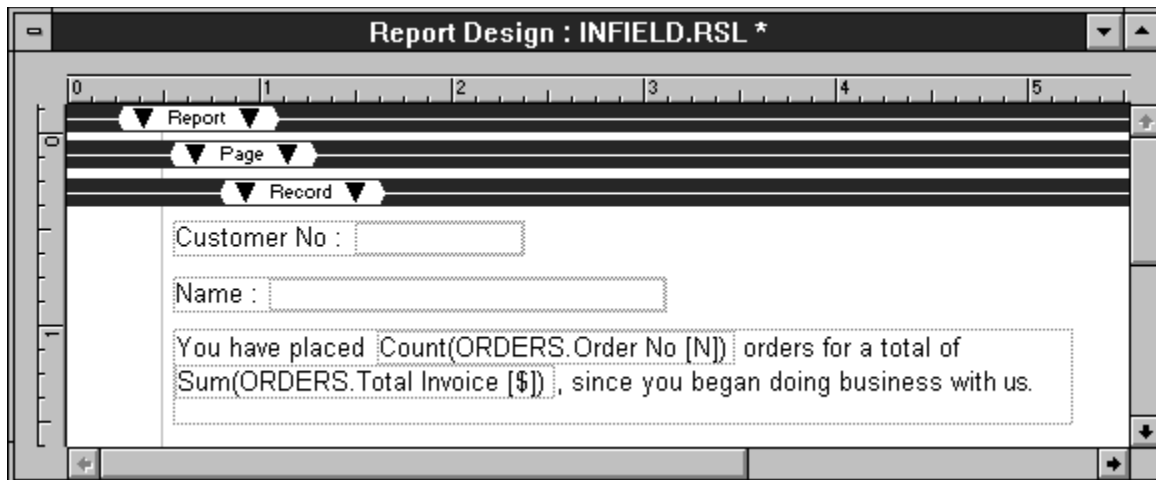 Report Design : INFIELD.RSL *
0 1 2 3 4 5
Report
0
Page
Record
Customer No :
Name :
1
You have placed Count(ORDERS.Order No [N]) orders for a total of
Sum(ORDERS.Total Invoice [$]) , since you began doing business with us.